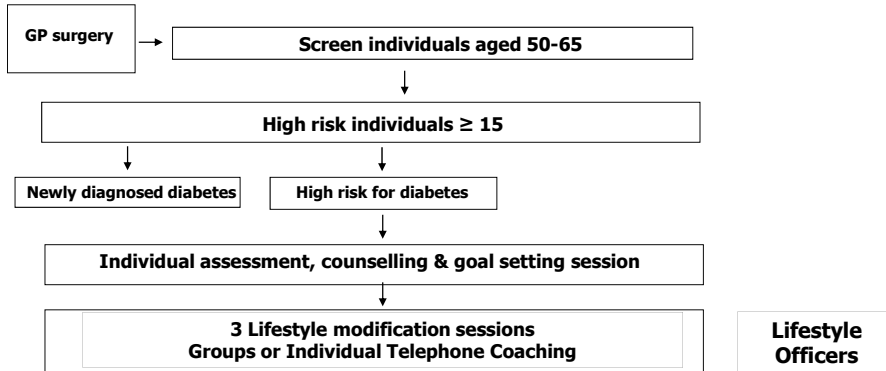 GP surgery
Screen individuals aged 50-65
High risk individuals ≥ 15
Newly diagnosed diabetes
High risk for diabetes
Individual assessment, counselling & goal setting session
3 Lifestyle modification sessions
Groups or Individual Telephone Coaching
Lifestyle
Officers